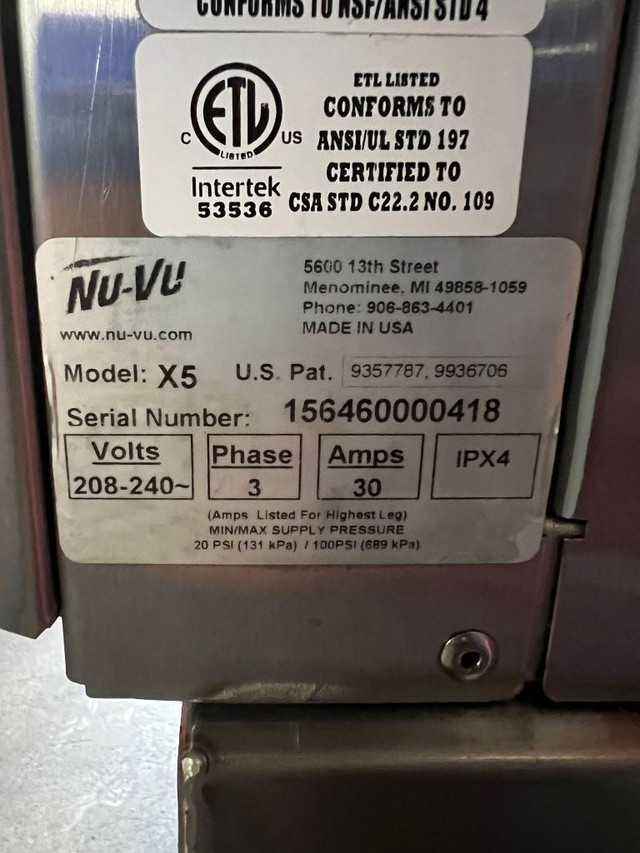 CONFORMS TO NSF/ANSI STD 4
ETL LISTED
CONFORMS TO
ANSI/UL STD 197
CERTIFIED TO
CSA STD C22.2 NO. 109
C ETL US
LISTED
Intertek
53536
NU-VU
www.nu-vu.com
5600 13th Street
Menominee, MI 49858-1059
Phone: 906-863-4401
MADE IN USA
Model: X5 U.S. Pat. 9357787, 9936706
Serial Number: 156460000418
Volts Phase Amps IPX4
208-240~ 3 30
(Amps Listed For Highest Leg)
MIN/MAX SUPPLY PRESSURE
20 PSI (131 kPa) / 100PSI (689 kPa)